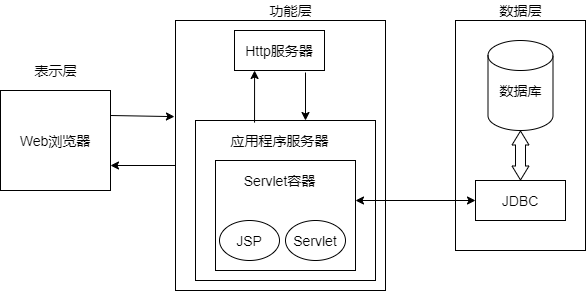 功能层
数据层
表示层
Http服务器
数据库
Web浏览器
应用程序服务器
Servlet容器
JDBC
JSP
Servlet